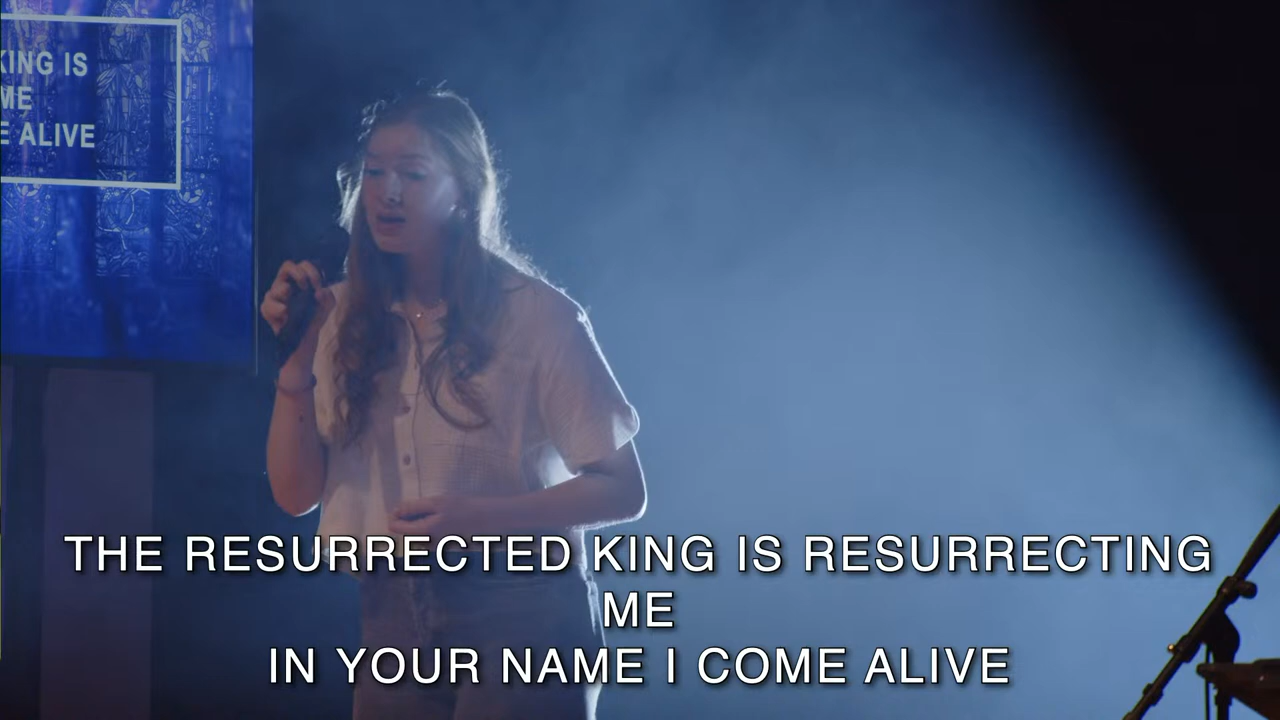 KING IS
ME
E ALIVE
THE RESURRECTED KING IS RESURRECTING
ME
IN YOUR NAME I COME ALIVE